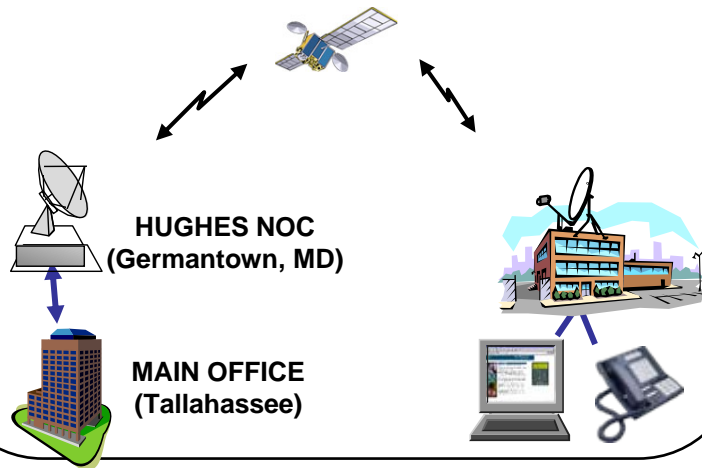 HUGHES NOC
(Germantown, MD)
MAIN OFFICE
(Tallahassee)